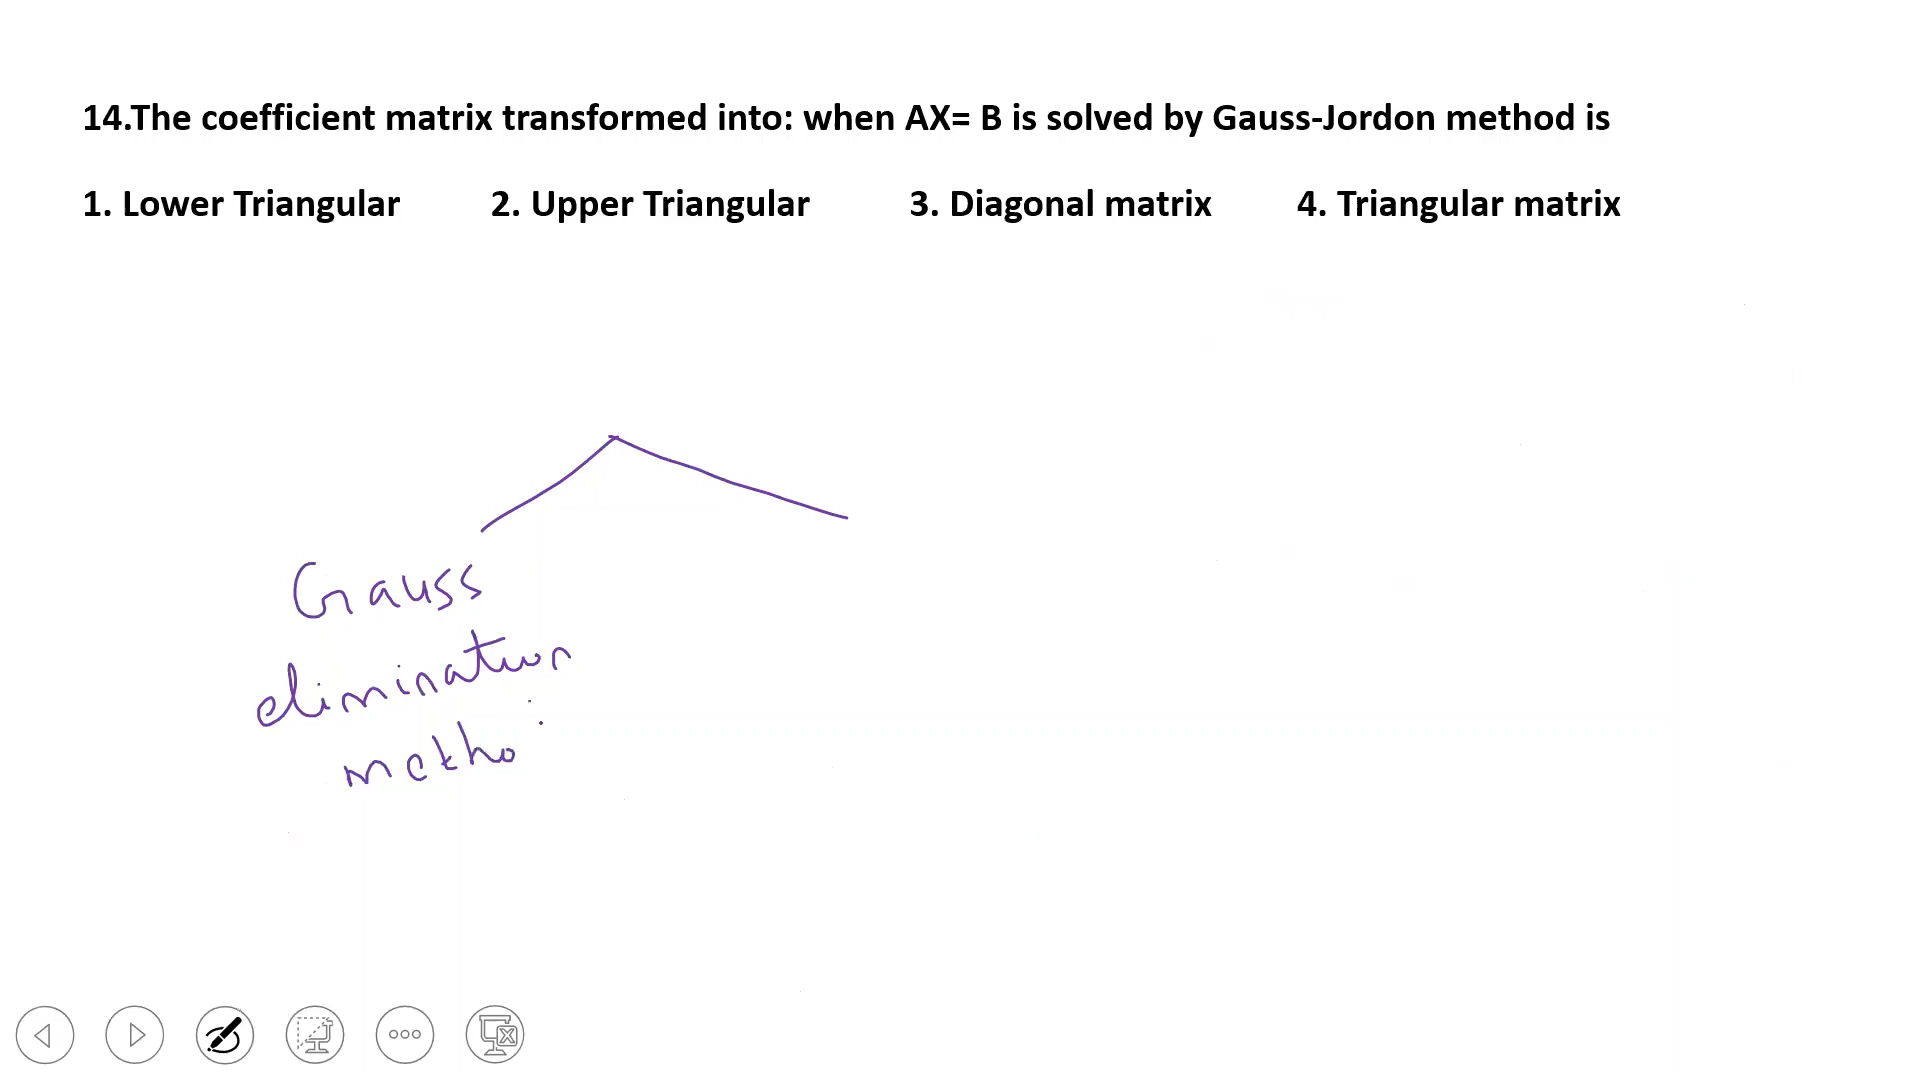 14.The coefficient matrix transformed into: when AX= B is solved by Gauss-Jordon method is
1. Lower Triangular 2. Upper Triangular 3. Diagonal matrix 4. Triangular matrix
Gauss
elimination
metho